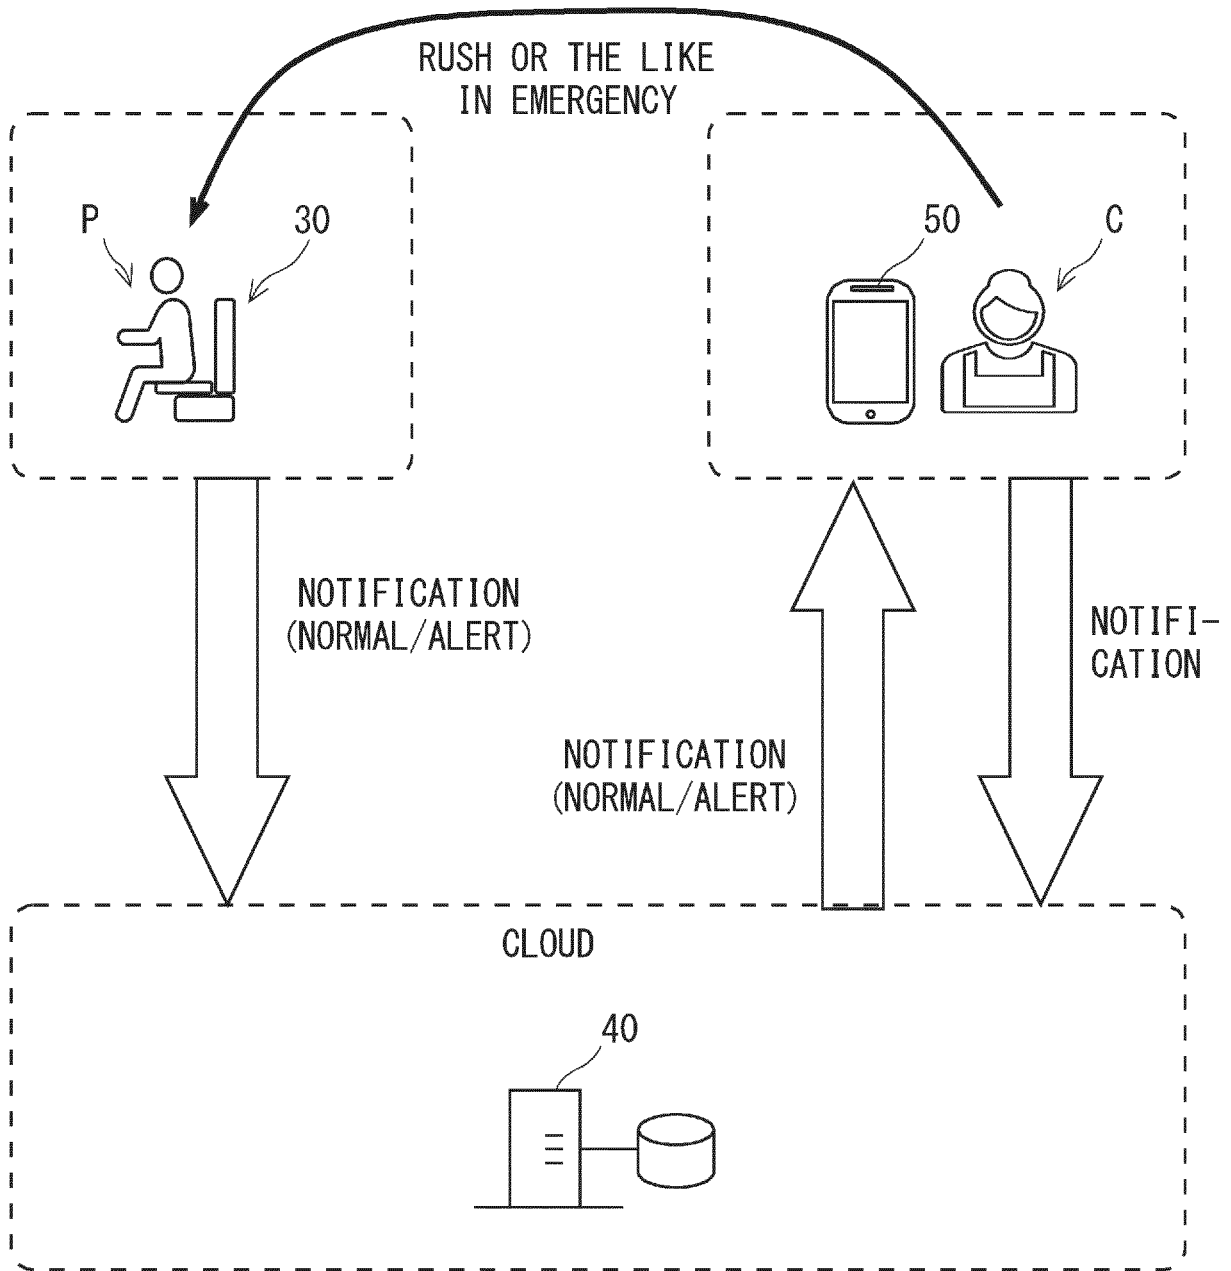 RUSH OR THE LIKE
IN EMERGENCY
P
30
50
C
NOTIFICATION
(NORMAL/ALERT)
NOTIFI-
CATION
NOTIFICATION
(NORMAL/ALERT)
CLOUD
40